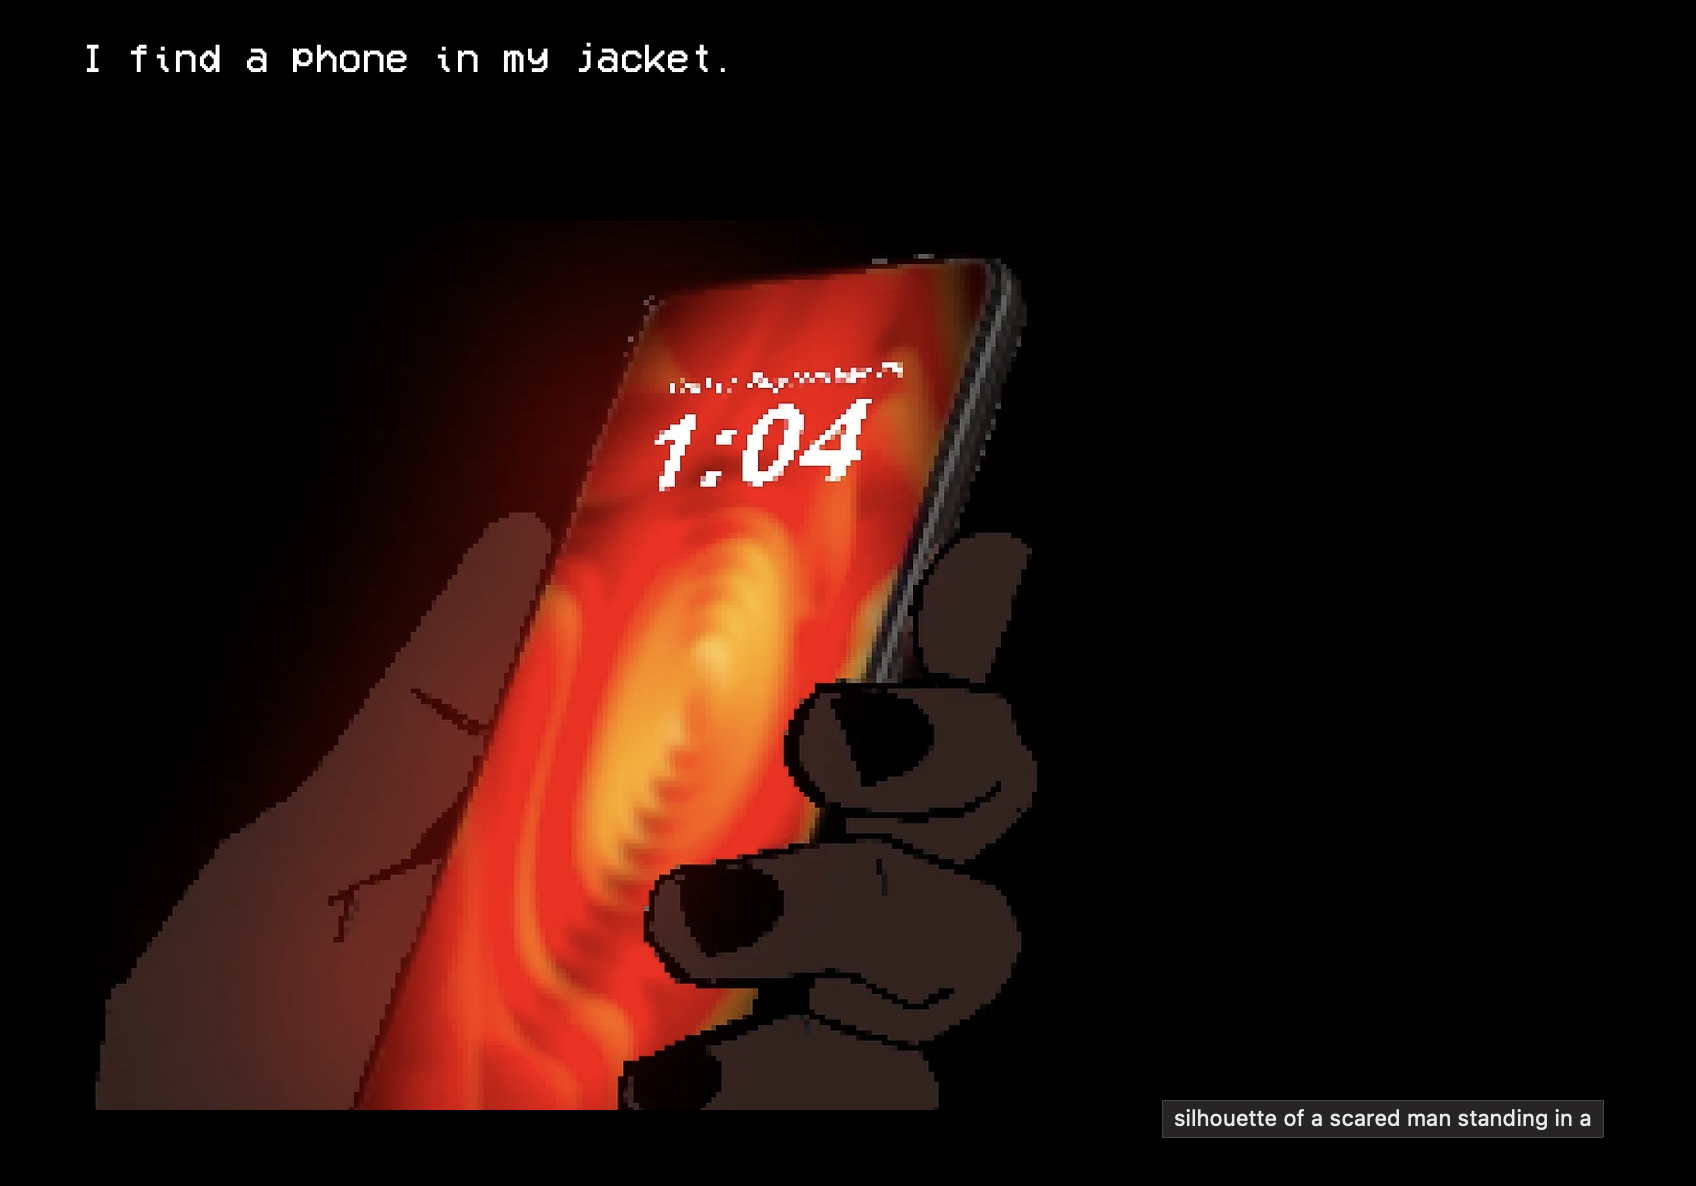 I find a phone in my jacket.
1:04
silhouette of a scared man standing in a